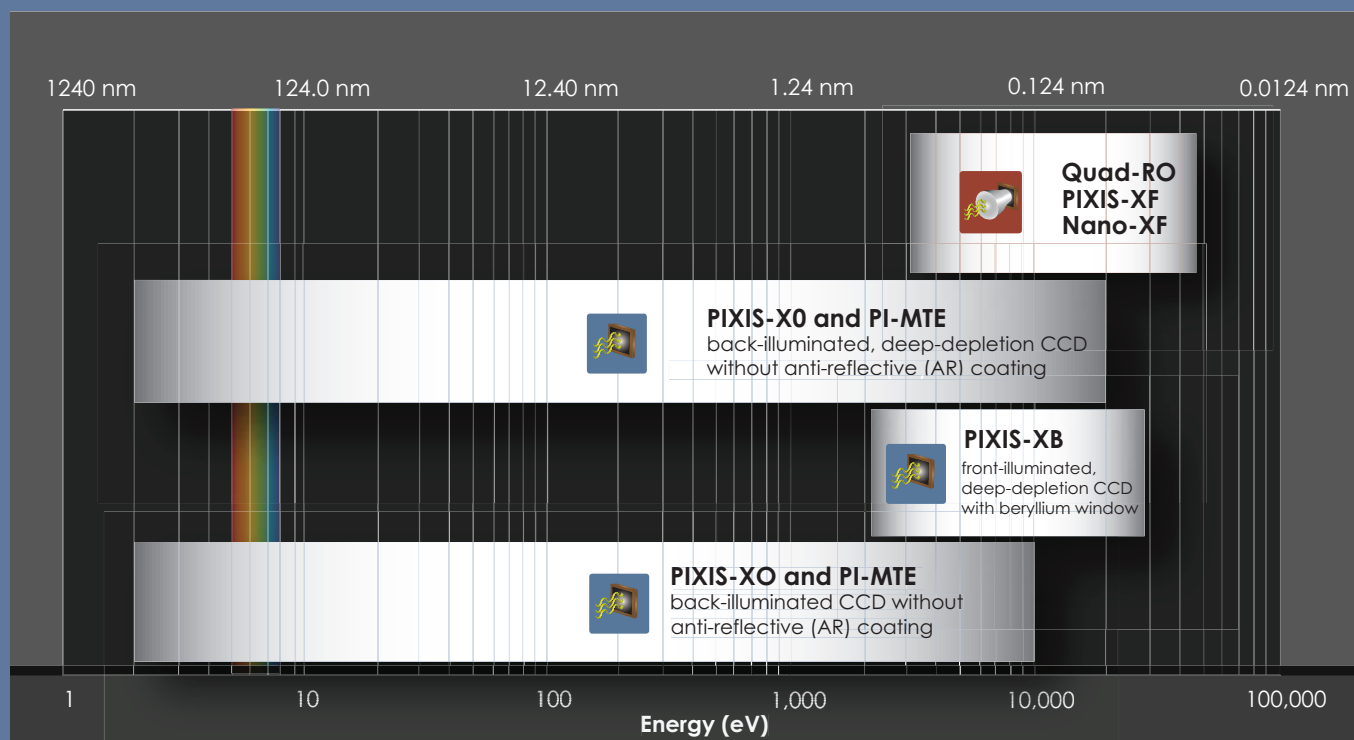 1240 nm 124.0 nm 12.40 nm 1.24 nm 0.124 nm 0.0124 nm
Quad-RO
PIXIS-XF
Nano-XF
PIXIS-X0 and PI-MTE
back-illuminated, deep-depletion CCD
without anti-reflective (AR) coating
PIXIS-XB
front-illuminated,
deep-depletion CCD
with beryllium window
PIXIS-XO and PI-MTE
back-illuminated CCD without
anti-reflective (AR) coating
1 10 100 1,000 10,000 100,000
Energy (eV)